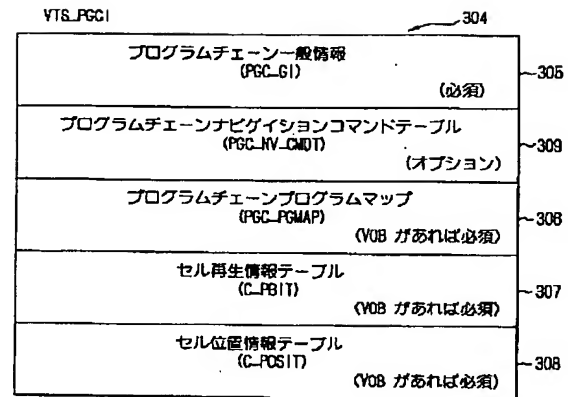 VTS_PGCI
304
プログラムチェーン一般情報
(PGC_GI)
(必須)
305
プログラムチェーンナビゲイションコマンドテーブル
(PGC_NV_CMDT)
(オプション)
309
プログラムチェーンプログラムマップ
(PGC_PGMAP)
(VOB があれば必須)
306
セル再生情報テーブル
(C_PBIT)
(VOB があれば必須)
307
セル位置情報テーブル
(C_POSIT)
(VOB があれば必須)
308